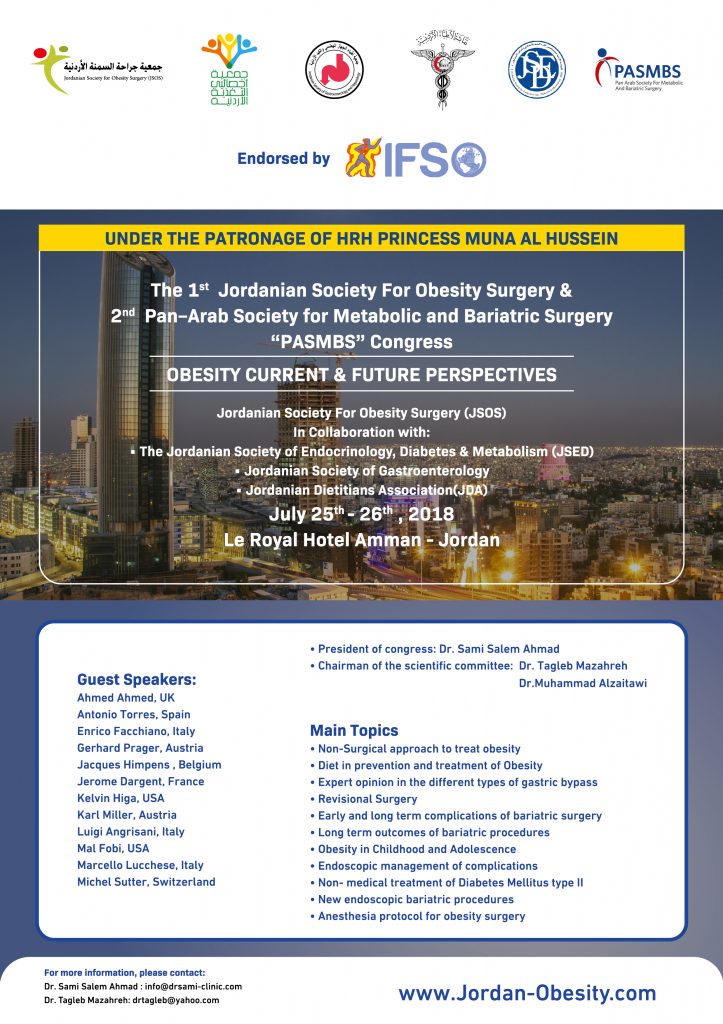 جمعية جراحة السمنة الأردنية
Jordanian Society for Obesity Surgery (JSOS)
جمعية
إخصائيي
التغذية
الأردنية
PASMBS
Pan Arab Society For Metabolic
And Bariatric Surgery
Endorsed by IFSO
UNDER THE PATRONAGE OF HRH PRINCESS MUNA AL HUSSEIN
The 1st Jordanian Society For Obesity Surgery &
2nd Pan-Arab Society for Metabolic and Bariatric Surgery
“PASMBS” Congress
OBESITY CURRENT & FUTURE PERSPECTIVES
Jordanian Society For Obesity Surgery (JSOS)
In Collaboration with:
• The Jordanian Society of Endocrinology, Diabetes & Metabolism (JSED)
• Jordanian Society of Gastroenterology
• Jordanian Dietitians Association(JDA)
July 25th - 26th , 2018
Le Royal Hotel Amman - Jordan
Guest Speakers:
Ahmed Ahmed, UK
Antonio Torres, Spain
Enrico Facchiano, Italy
Gerhard Prager, Austria
Jacques Himpens , Belgium
Jerome Dargent, France
Kelvin Higa, USA
Karl Miller, Austria
Luigi Angrisani, Italy
Mal Fobi, USA
Marcello Lucchese, Italy
Michel Sutter, Switzerland
• President of congress: Dr. Sami Salem Ahmad
• Chairman of the scientific committee: Dr. Tagleb Mazahreh
Dr.Muhammad Alzaitawi
Main Topics
• Non-Surgical approach to treat obesity
• Diet in prevention and treatment of Obesity
• Expert opinion in the different types of gastric bypass
• Revisional Surgery
• Early and long term complications of bariatric surgery
• Long term outcomes of bariatric procedures
• Obesity in Childhood and Adolescence
• Endoscopic management of complications
• Non- medical treatment of Diabetes Mellitus type II
• New endoscopic bariatric procedures
• Anesthesia protocol for obesity surgery
For more information, please contact:
Dr. Sami Salem Ahmad : info@drsami-clinic.com
Dr. Tagleb Mazahreh: drtagleb@yahoo.com
www.Jordan-Obesity.com